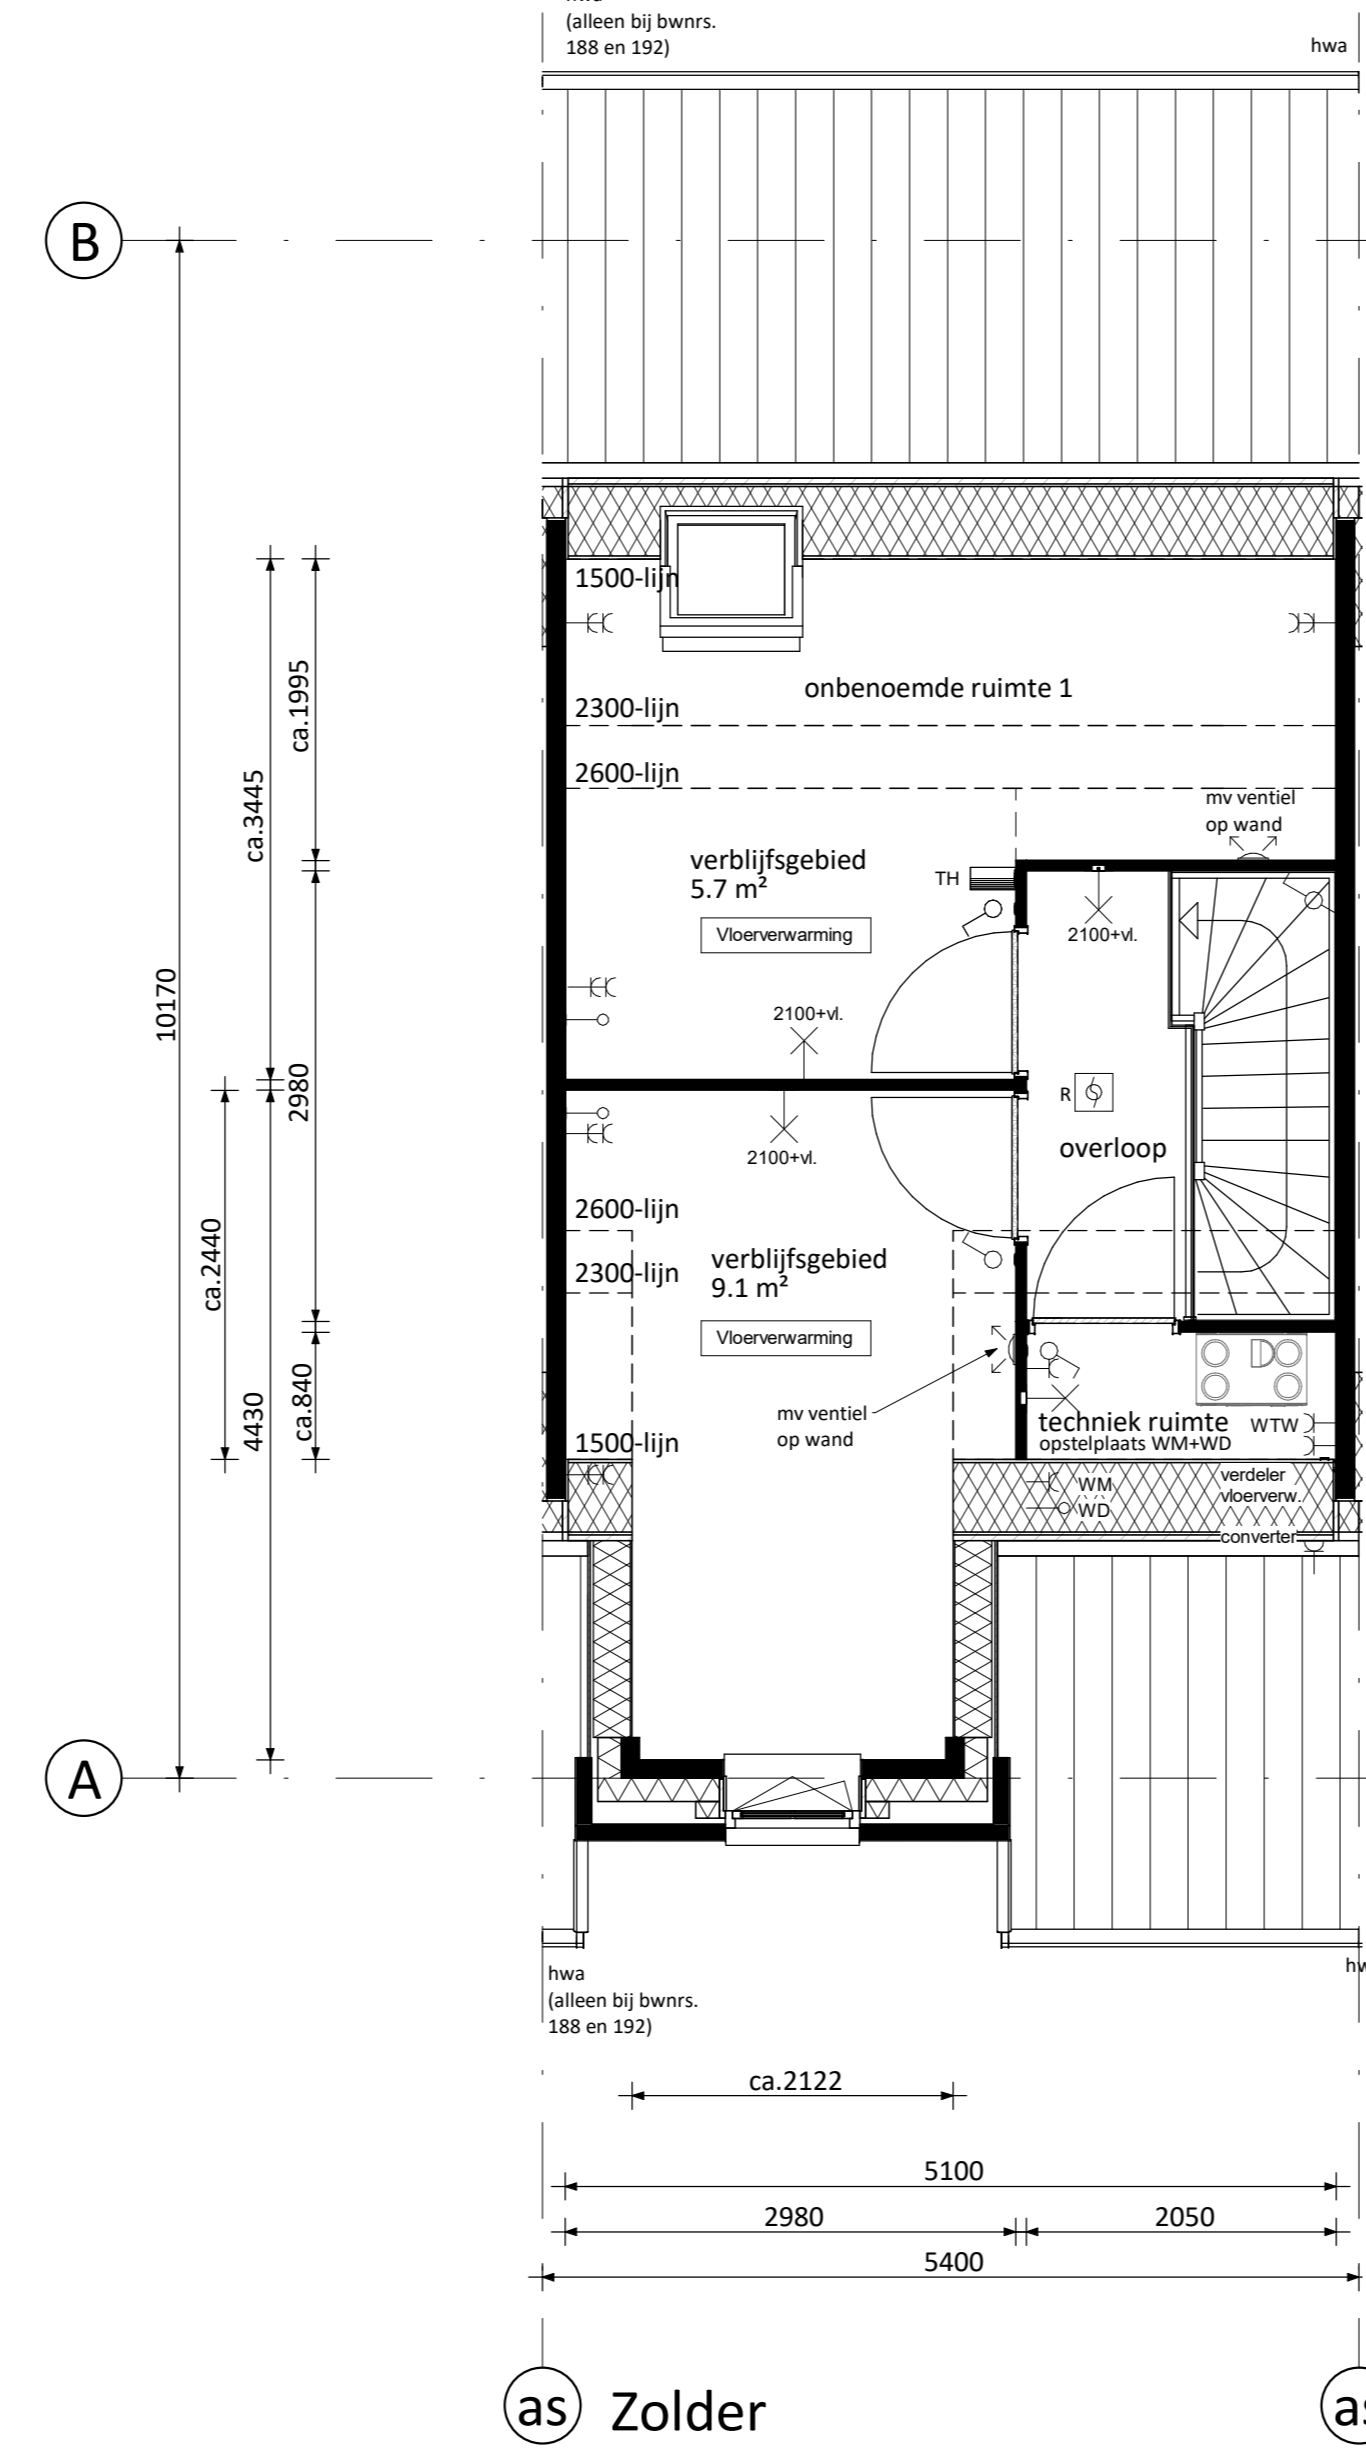 (alleen bij bwnrs.
188 en 192)
hwa
B
1500-lijn
ca.1995
onbenoemde ruimte 1
2300-lijn
2600-lijn
ca.3445
mv ventiel
op wand
verblijfsgebied
5.7 m²
TH
Vloerverwarming
2100+vl.
10170
2100+vl.
2980
R
overloop
2100+vl.
2600-lijn
ca.2440
verblijfsgebied
9.1 m²
2300-lijn
Vloerverwarming
4430
ca.840
mv ventiel
op wand
techniek ruimte
WTW
opstelplaats WM+WD
1500-lijn
WM
WD
verdeler
vloerverw.
converter
A
hwa
(alleen bij bwnrs.
188 en 192)
ca.2122
5100
2980
2050
5400
as
Zolder